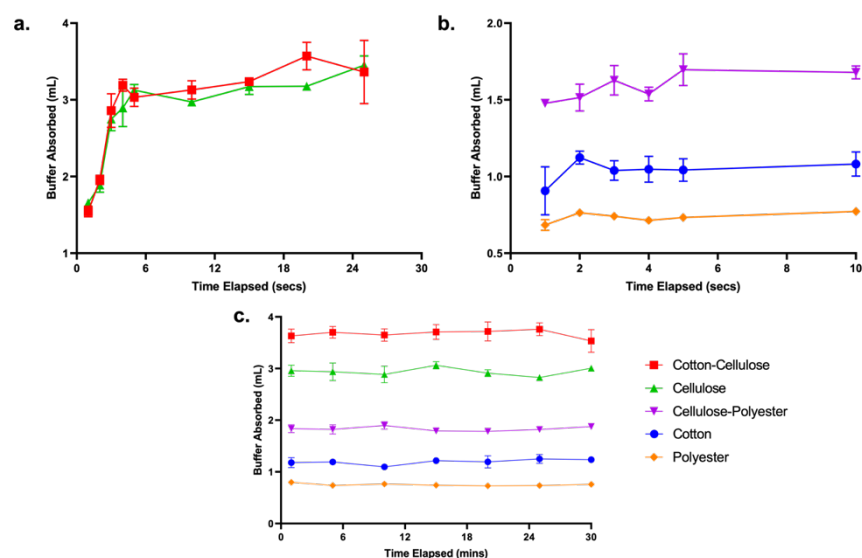 a.
Buffer Absorbed (mL)
4
3
2
1
0
6
12
18
24
30
Time Elapsed (secs)
b.
Buffer Absorbed (mL)
2.0
1.5
1.0
0.5
0
2
4
6
8
10
Time Elapsed (secs)
c.
Buffer Absorbed (mL)
4
3
2
1
0
0
6
12
18
24
30
Time Elapsed (mins)
Cotton-Cellulose
Cellulose
Cellulose-Polyester
Cotton
Polyester